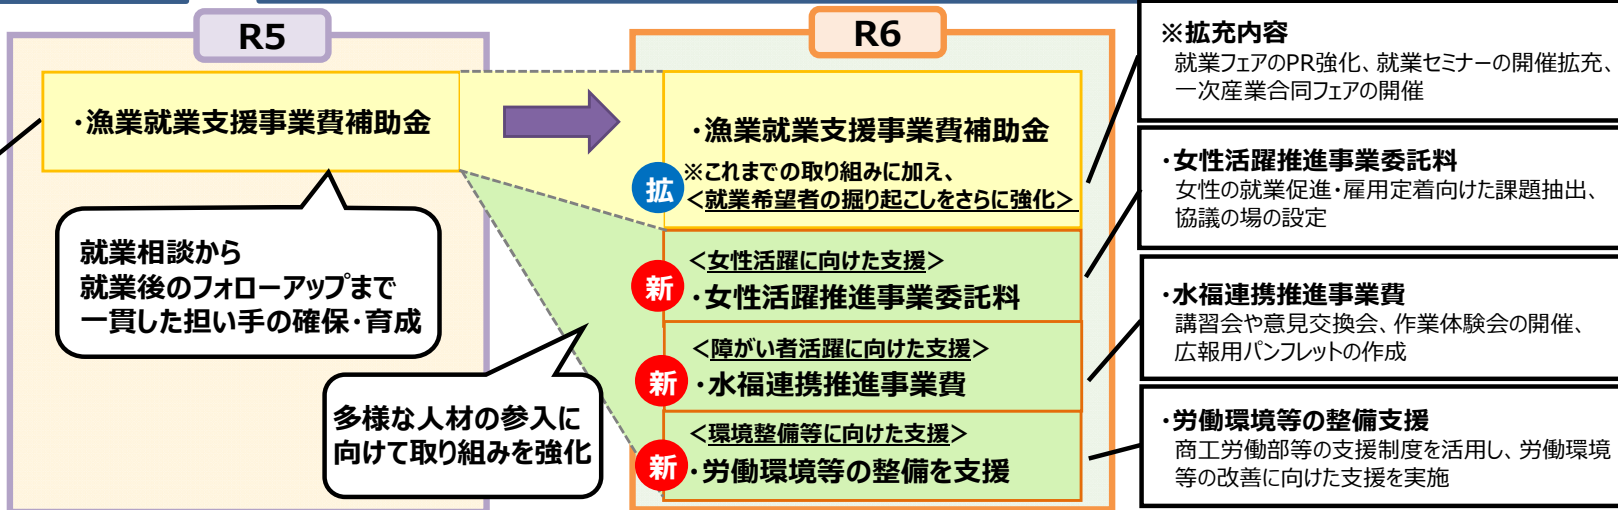 R5
・漁業就業支援事業費補助金
就業相談から
就業後のフォローアップまで
一貫した担い手の確保・育成
多様な人材の参入に
向けて取り組みを強化
R6
・漁業就業支援事業費補助金
拡
※これまでの取り組みに加え、
<就業希望者の掘り起こしをさらに強化>
新
<女性活躍に向けた支援>
・女性活躍推進事業委託料
新
<障がい者活躍に向けた支援>
・水福連携推進事業費
新
<環境整備等に向けた支援>
・労働環境等の整備を支援
※拡充内容
就業フェアのPR強化、就業セミナーの開催拡充、
一次産業合同フェアの開催
・女性活躍推進事業委託料
女性の就業促進・雇用定着向けた課題抽出、
協議の場の設定
・水福連携推進事業費
講習会や意見交換会、作業体験会の開催、
広報用パンフレットの作成
・労働環境等の整備支援
商工労働部等の支援制度を活用し、労働環境
等の改善に向けた支援を実施